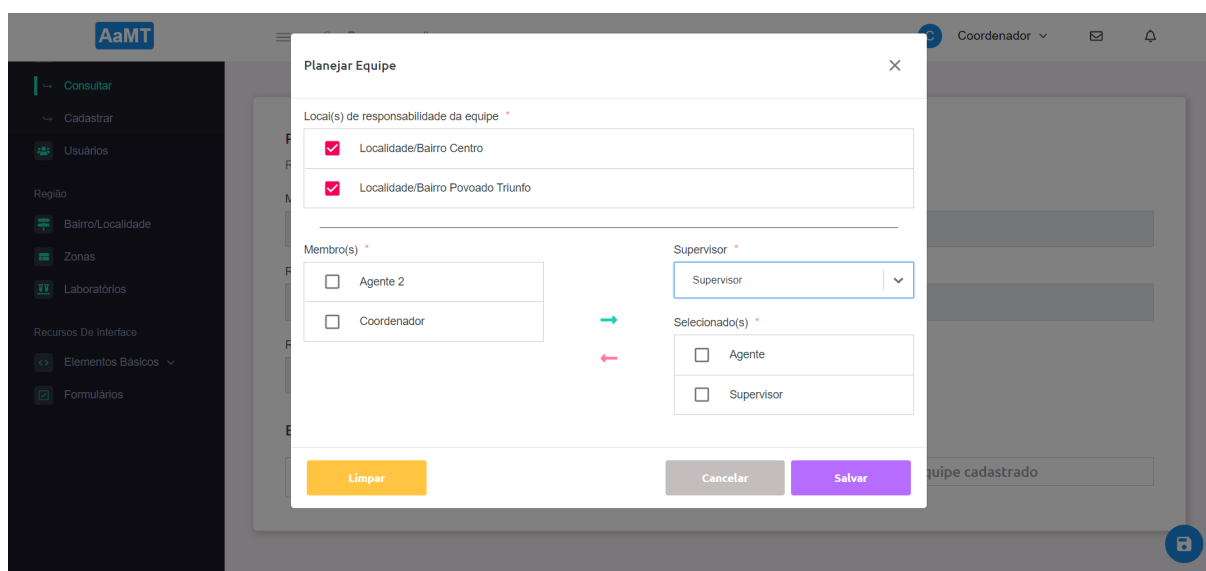 AaMT
Coordenador
Consultar
Cadastrar
Usuários
Região
Bairro/Localidade
Zonas
Laboratórios
Recursos De Interface
Elementos Básicos
Formulários
Planejar Equipe
Local(s) de responsabilidade da equipe *
Localidade/Bairro Centro
Localidade/Bairro Povoado Triunfo
Membro(s) *
Agente 2
Coordenador
Supervisor *
Supervisor
Selecionado(s) *
Agente
Supervisor
Limpar
Cancelar
Salvar
quipe cadastrado